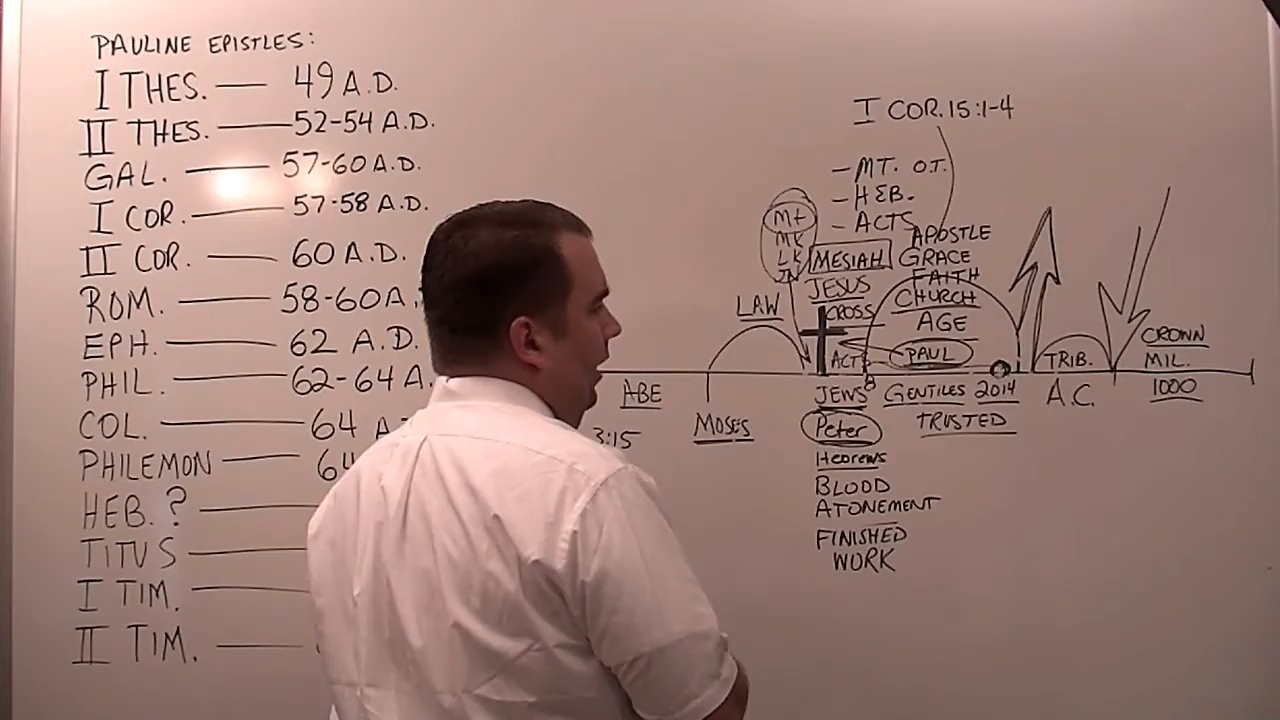 PAULINE EPISTLES:
I THES. — 49 A.D.
II THES. — 52-54 A.D.
GAL. — 57-60 A.D.
I COR. — 57-58 A.D.
II COR. — 60 A.D.
ROM. — 58-60 A.
EPH. — 62 A.D.
PHIL. — 62-64 A.
COL. — 64 A
PHILEMON — 64
HEB. ? —
TITUS —
I TIM. —
II TIM. —
I COR. 15:1-4
- MT. O.T.
- HEB.
- ACTS
Mt
MK
LK
JN
MESIAH
JESUS
CROSS
ACTS
APOSTLE
GRACE
FAITH
CHURCH
AGE
PAUL
LAW
ABE
MOSES
3:15
JEWS
Peter
Hebrews
BLOOD
ATONEMENT
FINISHED
WORK
GENTILES 2014
TRUSTED
TRIB.
A.C.
CROWN
MIL.
1000